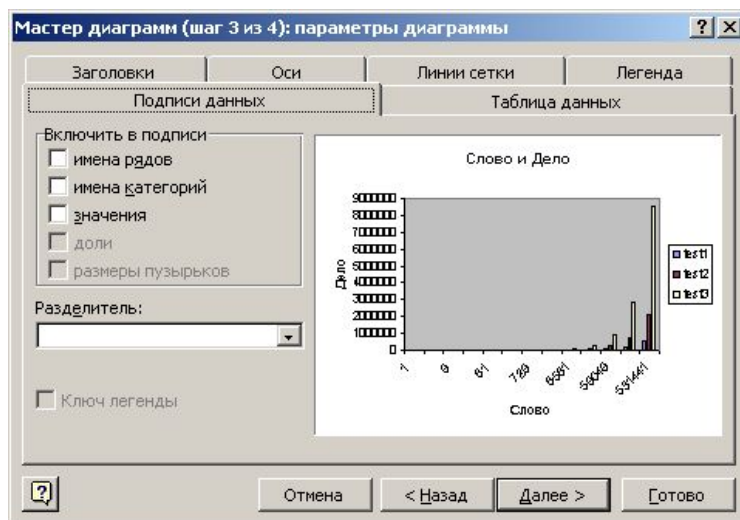 Мастер диаграмм (шаг 3 из 4): параметры диаграммы
Заголовки Оси Линии сетки Легенда
Подписи данных Таблица данных
Включить в подписи
имена рядов
имена категорий
значения
доли
размеры пузырьков
Разделитель:
Ключ легенды
Слово и Дело
Дело
900000
800000
700000
600000
500000
400000
300000
200000
100000
0
1 9 81 729 6561 59049 531441
Слово
test1
test2
test3
Отмена < Назад Далее > Готово